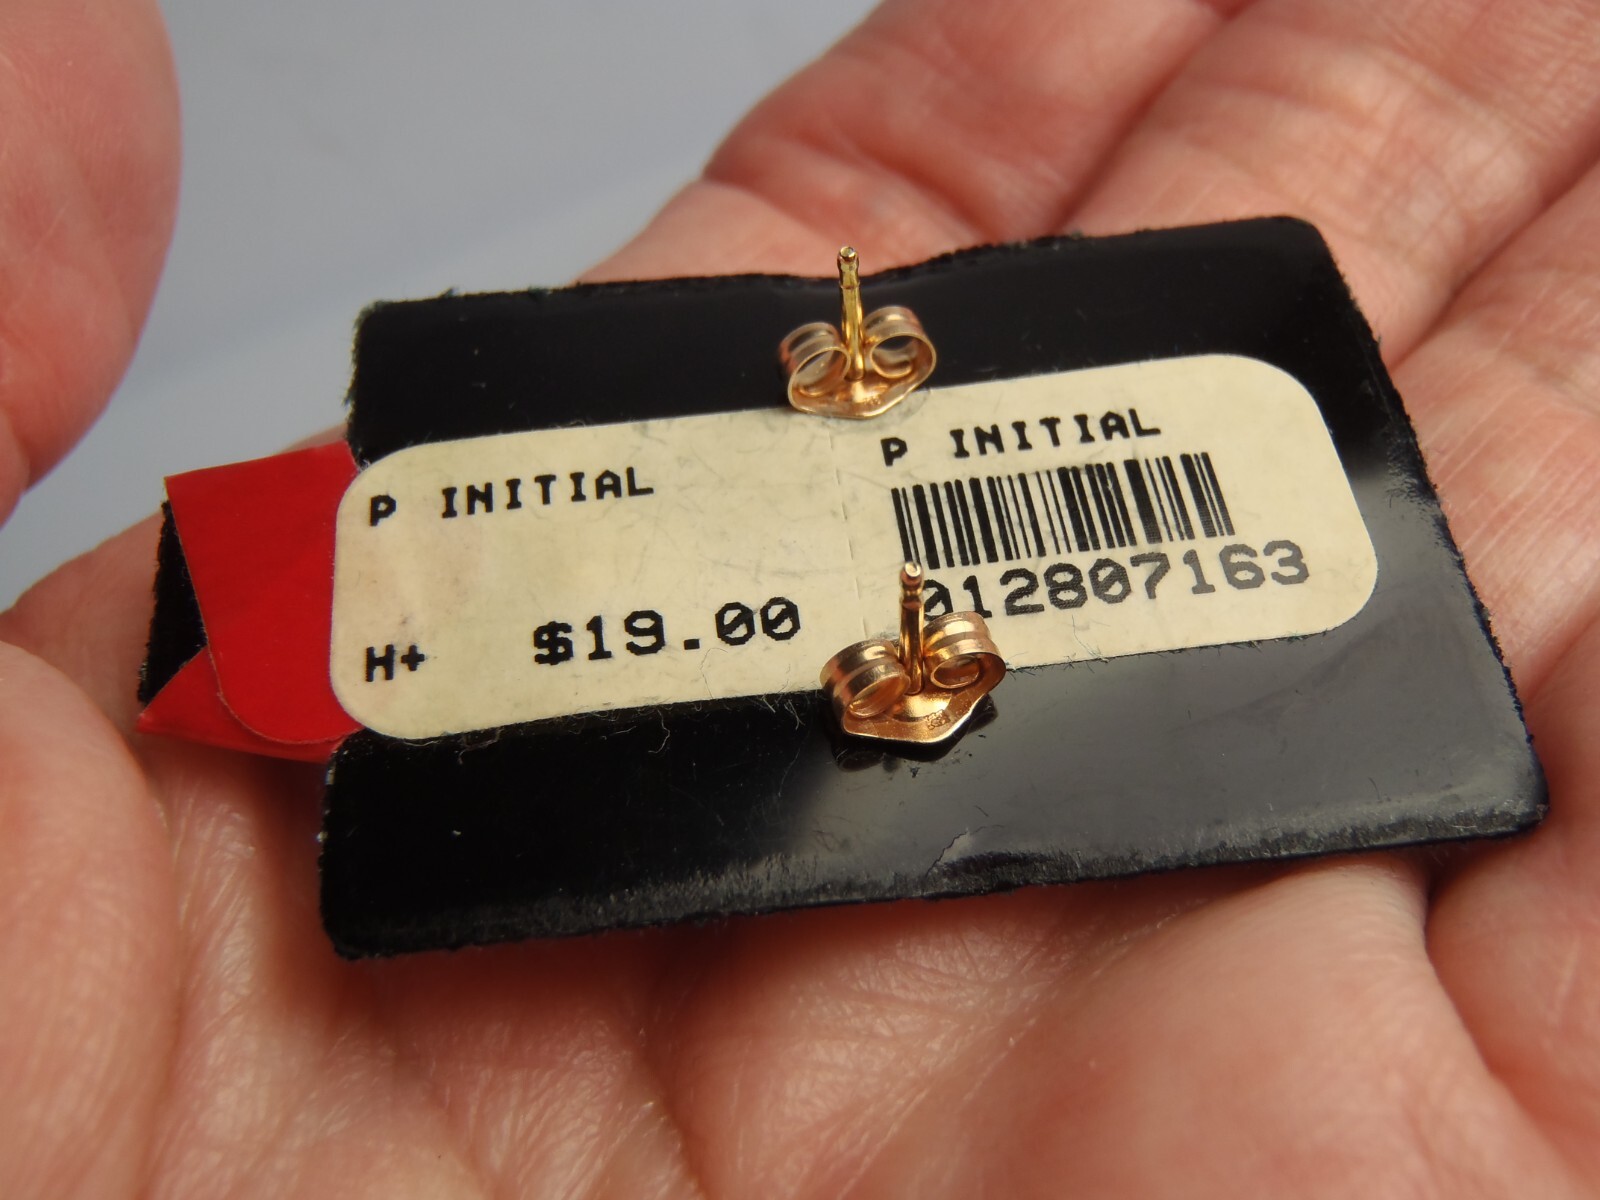 P INITIAL
H+ $19.00
P INITIAL
012807163